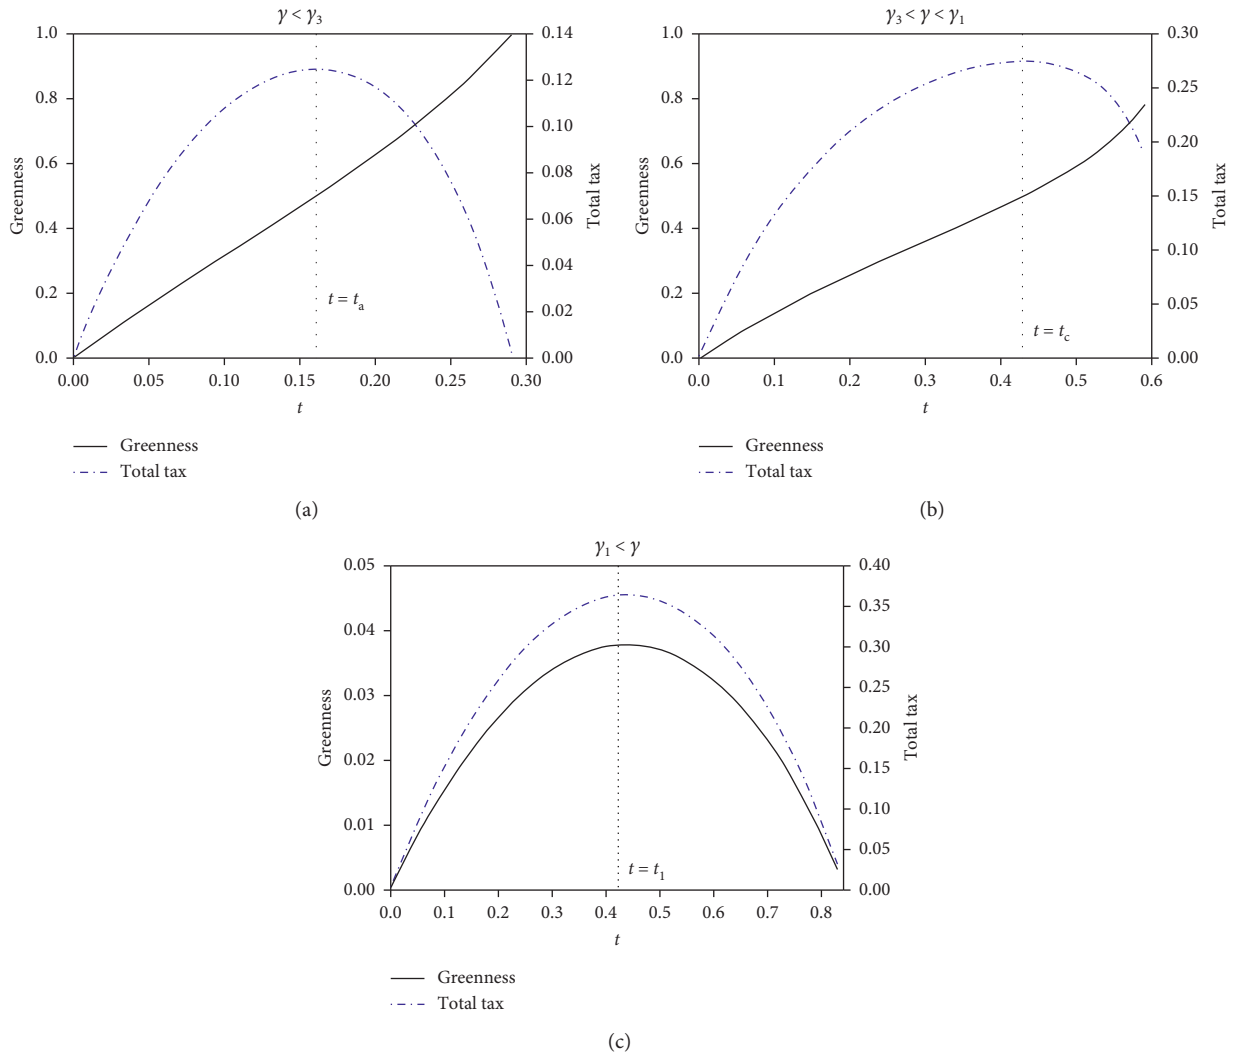 γ < γ3
1.0
0.8
0.6
0.4
0.2
0.0
Greenness
0.14
0.12
0.10
0.08
0.06
0.04
0.02
0.00
Total tax
t = ta
0.00 0.05 0.10 0.15 0.20 0.25 0.30
t
Greenness
Total tax
(a)
γ3 < γ < γ1
1.0
0.8
0.6
0.4
0.2
0.0
Greenness
0.30
0.25
0.20
0.15
0.10
0.05
0.00
Total tax
t = tc
0.0 0.1 0.2 0.3 0.4 0.5 0.6
t
Greenness
Total tax
(b)
γ1 < γ
0.05
0.04
0.03
0.02
0.01
0.00
Greenness
0.40
0.35
0.30
0.25
0.20
0.15
0.10
0.05
0.00
Total tax
t = t1
0.0 0.1 0.2 0.3 0.4 0.5 0.6 0.7 0.8
t
Greenness
Total tax
(c)